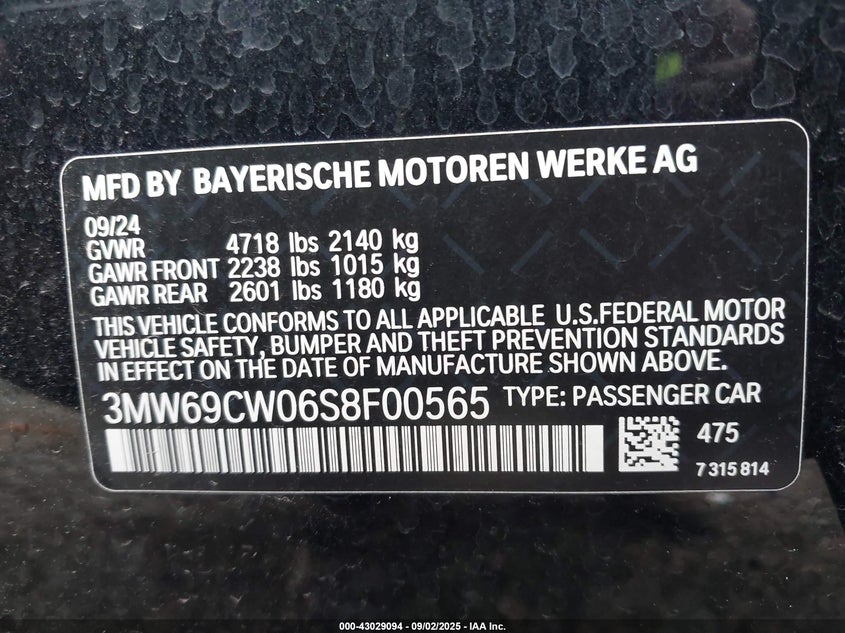 MFD BY BAYERISCHE MOTOREN WERKE AG
09/24
GVWR 4718 lbs 2140 kg
GAWR FRONT 2238 lbs 1015 kg
GAWR REAR 2601 lbs 1180 kg
THIS VEHICLE CONFORMS TO ALL APPLICABLE U.S.FEDERAL MOTOR
VEHICLE SAFETY, BUMPER AND THEFT PREVENTION STANDARDS
IN EFFECT ON THE DATE OF MANUFACTURE SHOWN ABOVE.
3MW69CW06S8F00565 TYPE: PASSENGER CAR
475
7 315 814
000-43029094 - 09/02/2025 - IAA Inc.